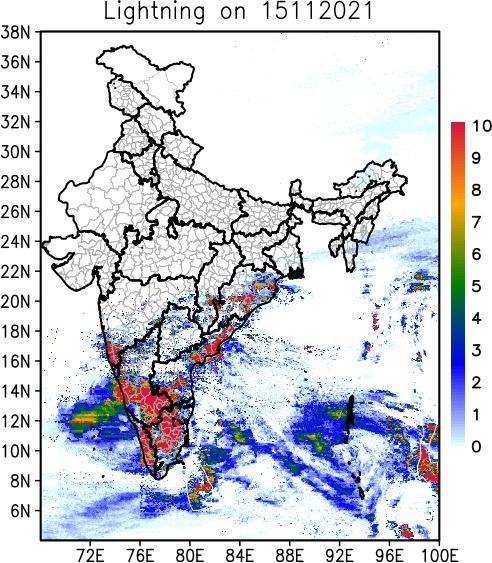 Lightning on 15112021
38N
36N
34N
32N
30N
28N
26N
24N
22N
20N
18N
16N
14N
12N
10N
8N
6N
72E 76E 80E 84E 88E 92E 96E 100E
10
9
8
7
6
5
4
3
2
1
0